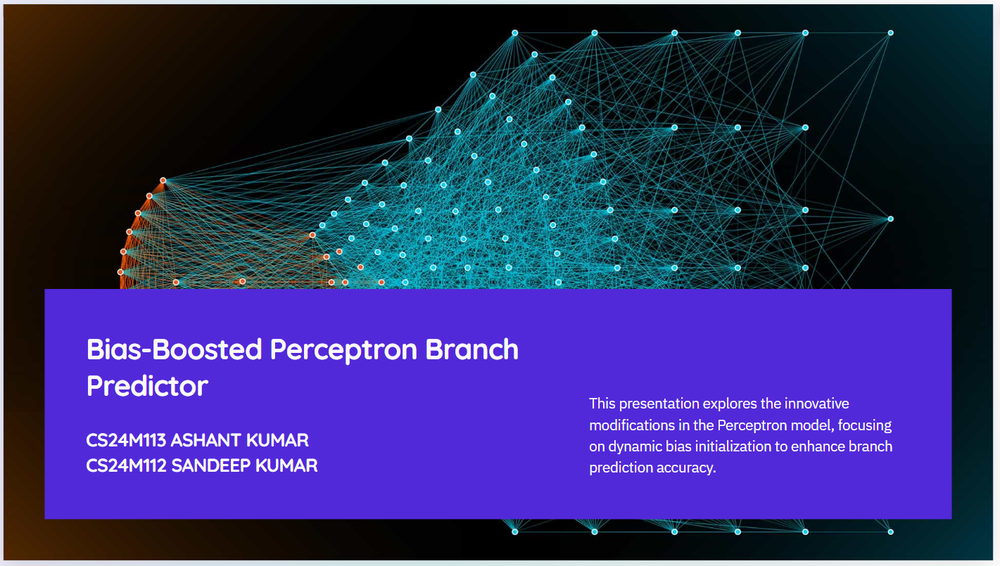 Bias-Boosted Perceptron Branch
Predictor
CS24M113 ASHANT KUMAR
CS24M112 SANDEEP KUMAR
This presentation explores the innovative
modifications in the Perceptron model, focusing
on dynamic bias initialization to enhance branch
prediction accuracy.